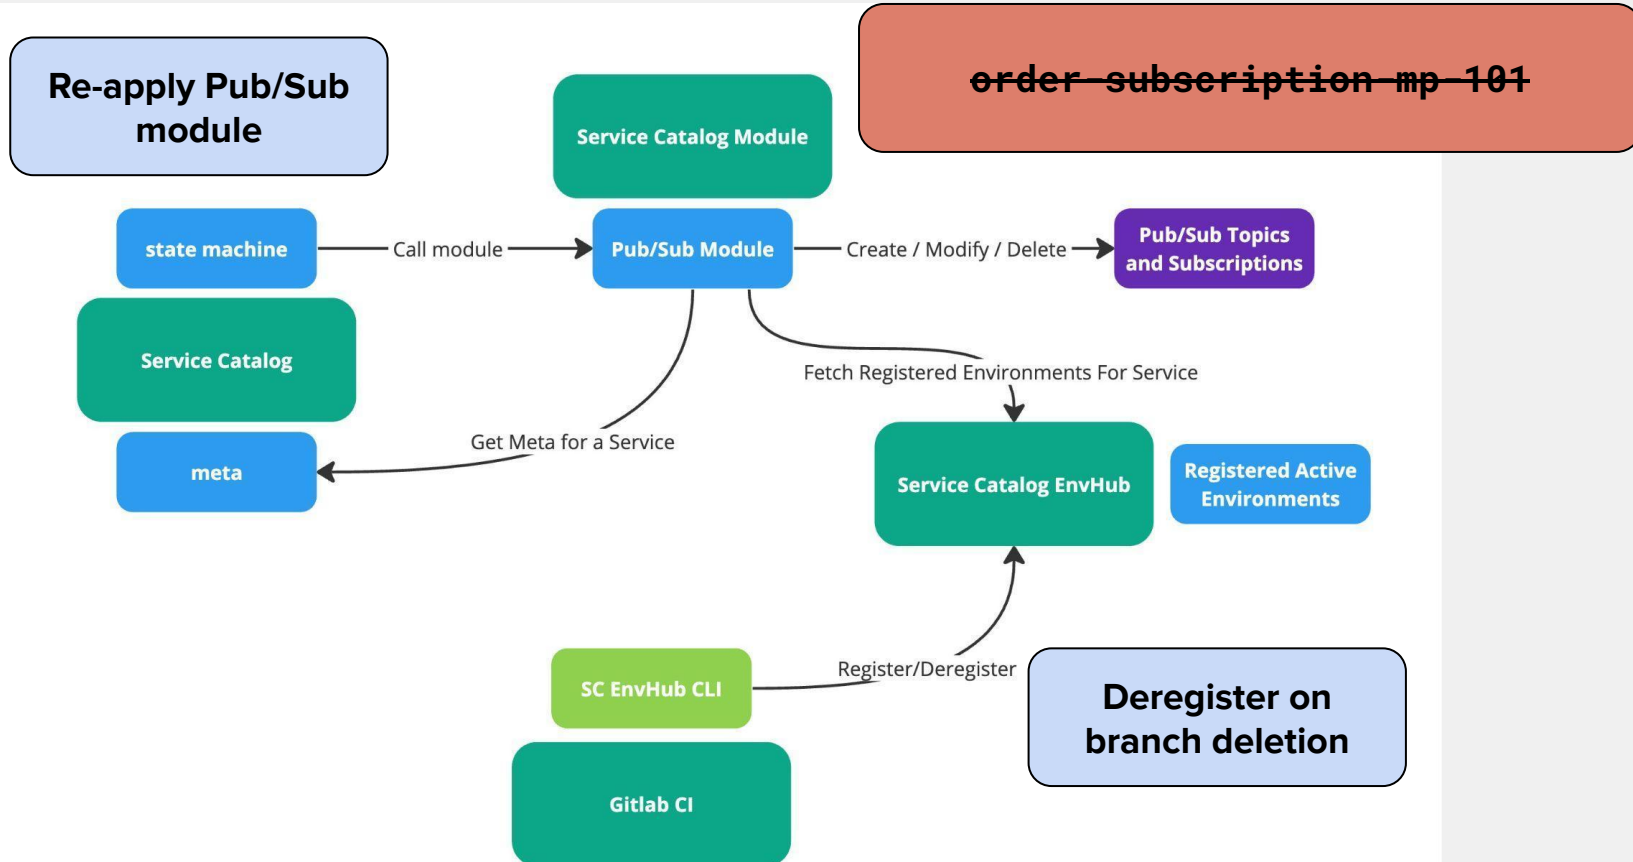 Re-apply Pub/Sub
module
order-subscription-mp-101
Service Catalog Module
state machine
Call module
Pub/Sub Module
Create / Modify / Delete
Pub/Sub Topics
and Subscriptions
Service Catalog
Fetch Registered Environments For Service
Get Meta for a Service
meta
Service Catalog EnvHub
Registered Active
Environments
SC EnvHub CLI
Register/Deregister
Deregister on
branch deletion
Gitlab CI